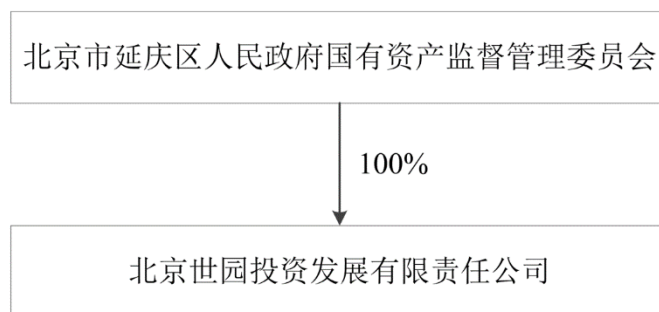 北京市延庆区人民政府国有资产监督管理委员会
100%
北京世园投资发展有限责任公司